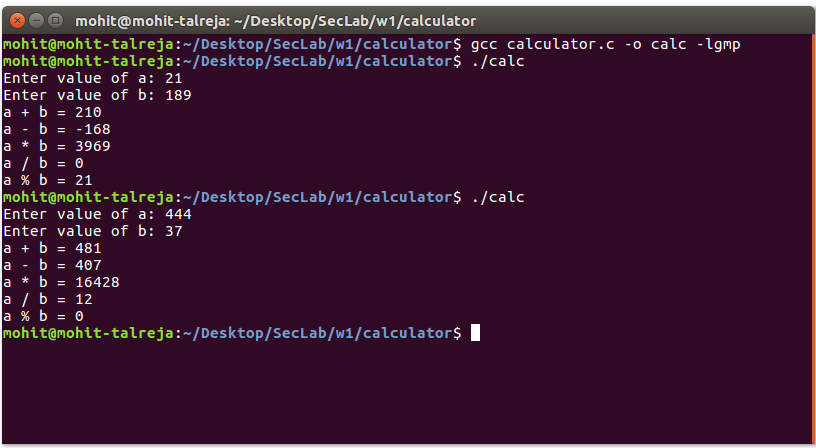 mohit@mohit-talreja: ~/Desktop/SecLab/w1/calculator
mohit@mohit-talreja:~/Desktop/SecLab/w1/calculator$ gcc calculator.c -o calc -lgmp
mohit@mohit-talreja:~/Desktop/SecLab/w1/calculator$ ./calc
Enter value of a: 21
Enter value of b: 189
a + b = 210
a - b = -168
a * b = 3969
a / b = 0
a % b = 21
mohit@mohit-talreja:~/Desktop/SecLab/w1/calculator$ ./calc
Enter value of a: 444
Enter value of b: 37
a + b = 481
a - b = 407
a * b = 16428
a / b = 12
a % b = 0
mohit@mohit-talreja:~/Desktop/SecLab/w1/calculator$